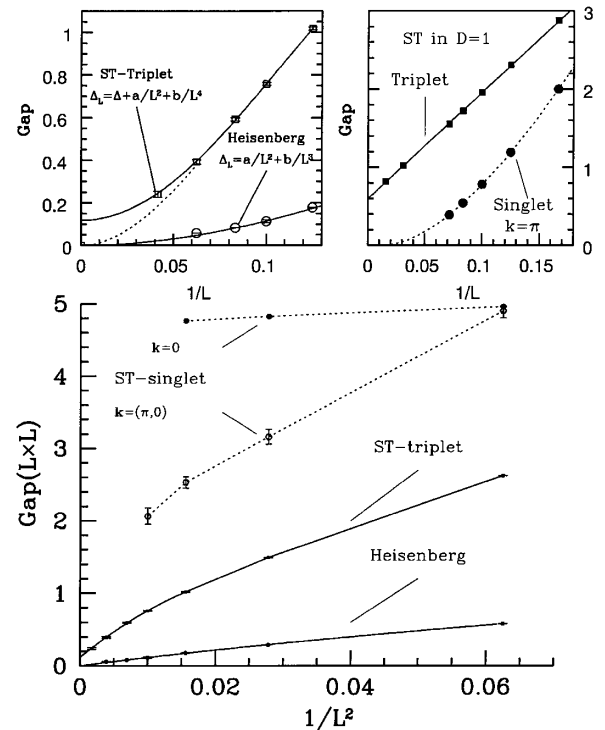 1
0.8
0.6
0.4
0.2
0
Gap
ST−Triplet
Δ_L=Δ+a/L²+b/L⁴
Heisenberg
Δ_L=a/L²+b/L³
0
0.05
0.1
1/L
ST in D=1
Triplet
Singlet
k=π
3
2
1
0
Gap
0
0.05
0.1
0.15
1/L
5
4
3
2
1
0
Gap(L×L)
k=0
ST−singlet
k=(π,0)
ST−triplet
Heisenberg
0
0.02
0.04
0.06
1/L²